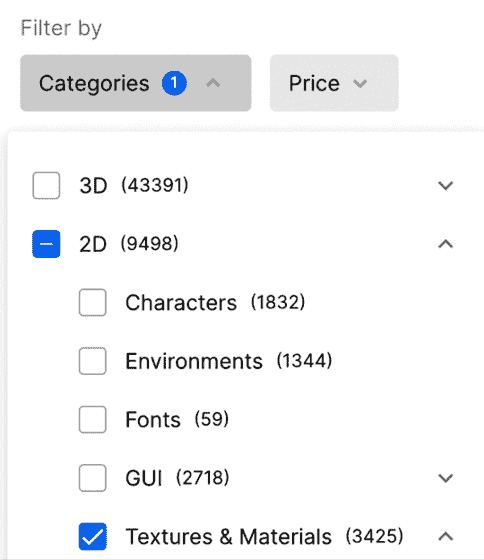 Filter by
Categories 1 Price
3D (43391)
2D (9498)
Characters (1832)
Environments (1344)
Fonts (59)
GUI (2718)
Textures & Materials (3425)